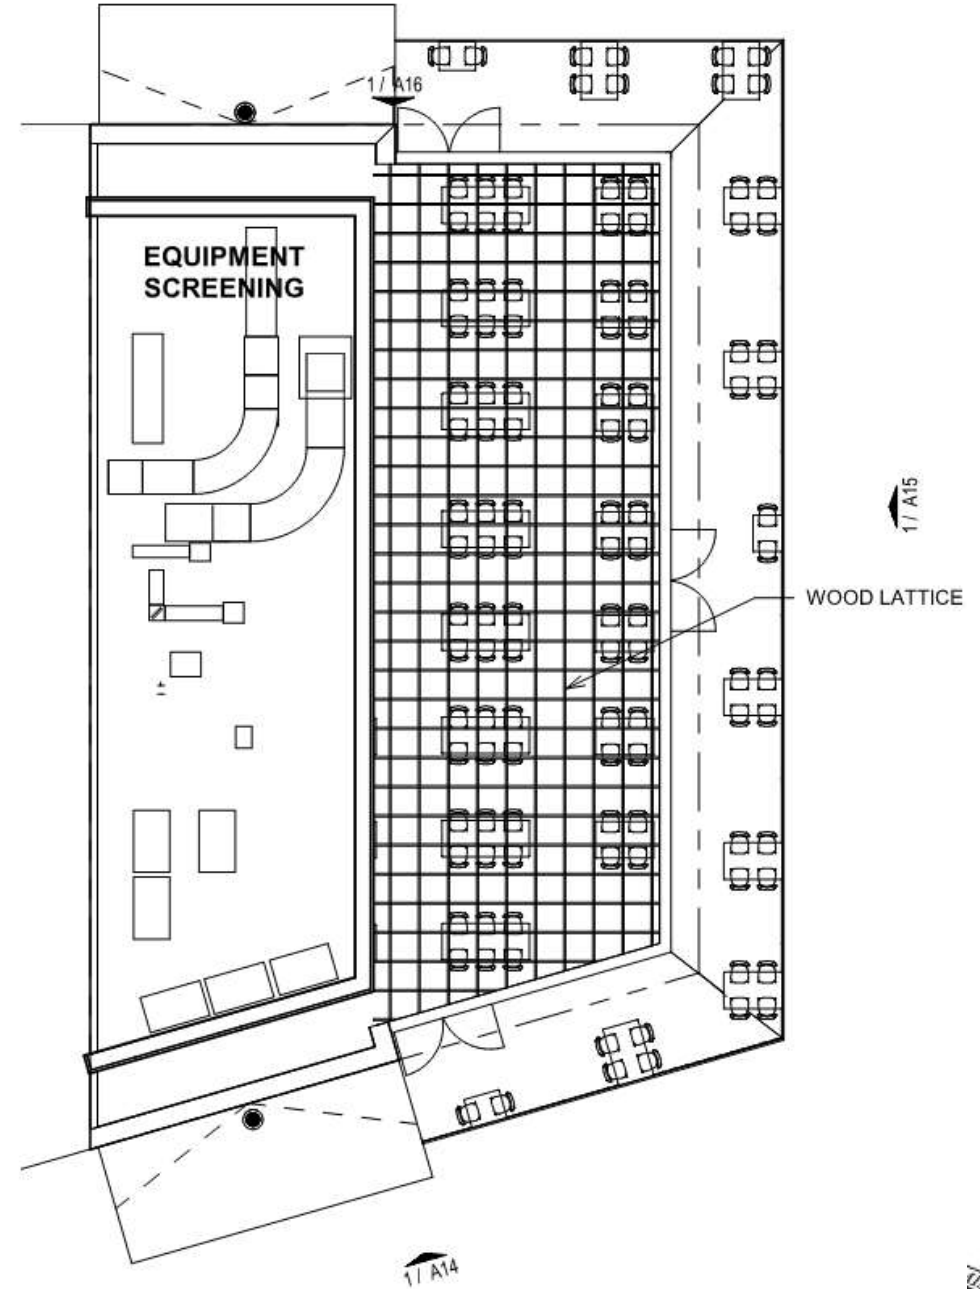 1 / A16
EQUIPMENT
SCREENING
1 / A15
WOOD LATTICE
1 / A14